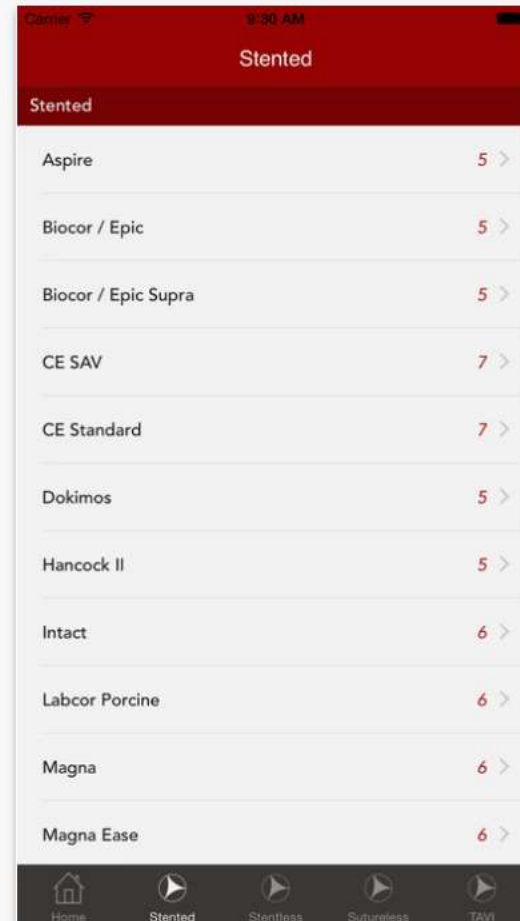 Carrier 9:30 AM
Stented
Stented
Aspire 5
Biocor / Epic 5
Biocor / Epic Supra 5
CE SAV 7
CE Standard 7
Dokimos 5
Hancock II 5
Intact 6
Labcor Porcine 6
Magna 6
Magna Ease 6
Home Stented Stentless Sutureless TAVI